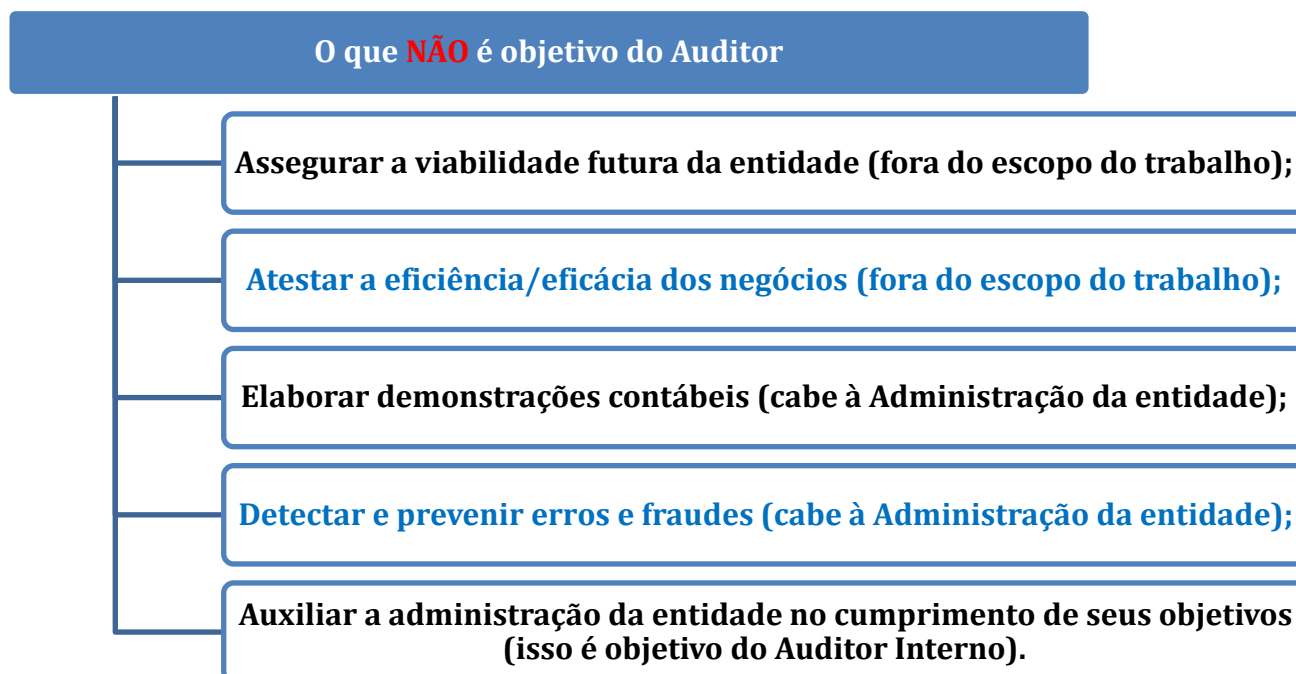 O que NÃO é objetivo do Auditor
Assegurar a viabilidade futura da entidade (fora do escopo do trabalho);
Atestar a eficiência/eficácia dos negócios (fora do escopo do trabalho);
Elaborar demonstrações contábeis (cabe à Administração da entidade);
Detectar e prevenir erros e fraudes (cabe à Administração da entidade);
Auxiliar a administração da entidade no cumprimento de seus objetivos
(isso é objetivo do Auditor Interno).